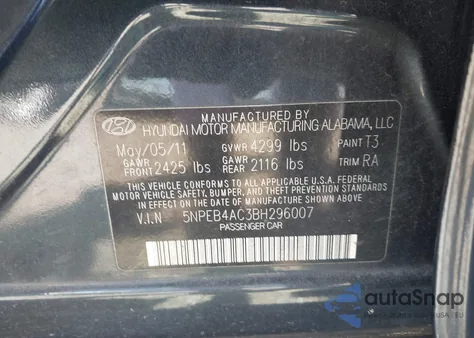 MANUFACTURED BY
HYUNDAI MOTOR MANUFACTURING ALABAMA, LLC
May/05/11 GVWR 4299 lbs PAINT T3
GAWR FRONT 2425 lbs GAWR REAR 2116 lbs TRIM RA
THIS VEHICLE CONFORMS TO ALL APPLICABLE U.S.A. FEDERAL
MOTOR VEHICLE SAFETY, BUMPER, AND THEFT PREVENTION
STANDARDS IN EFFECT ON THE DATE OF MANUFACTURE SHOWN ABOVE.
V.I.N 5NPEB4AC3BH296007
PASSENGER CAR
autoSnap
USA | EU